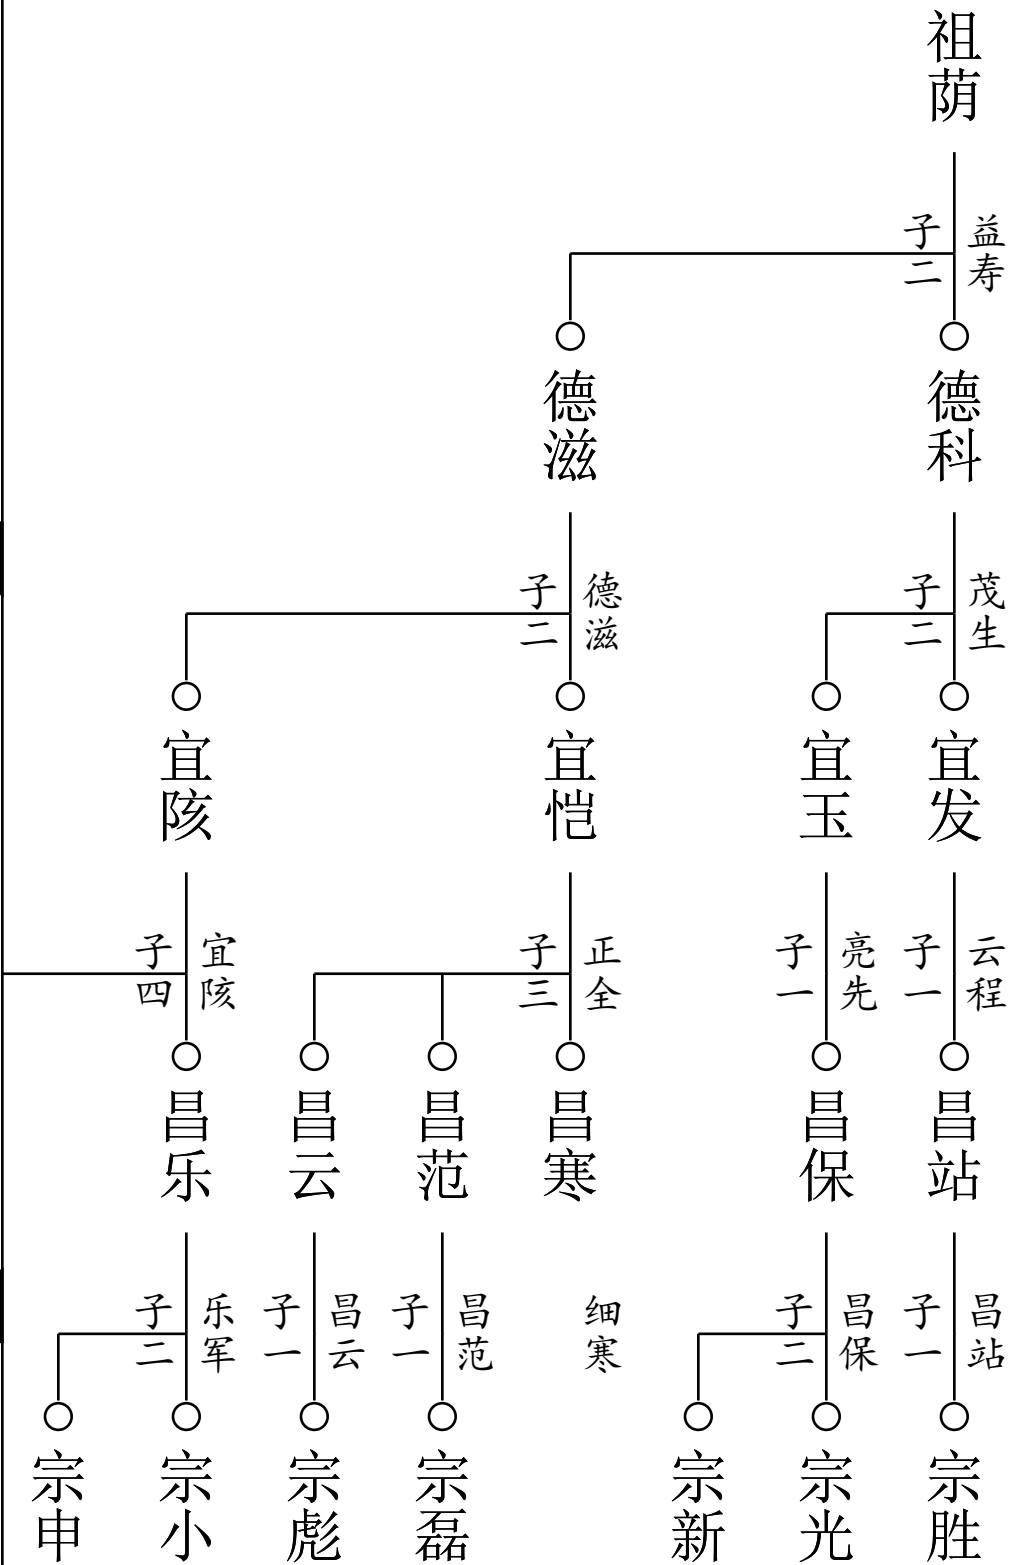 祖荫
益寿
子二
德科
德滋
茂生
子二
德滋
子二
宜发
宜玉
宜恺
宜陔
云程
子一
亮先
子一
正全
子三
宜陔
子四
昌站
昌保
昌寒
昌范
昌云
昌乐
昌站
子一
昌保
子二
细寒
昌范
子一
昌云
子一
乐军
子二
宗胜
宗光
宗新
宗磊
宗彪
宗小
宗申